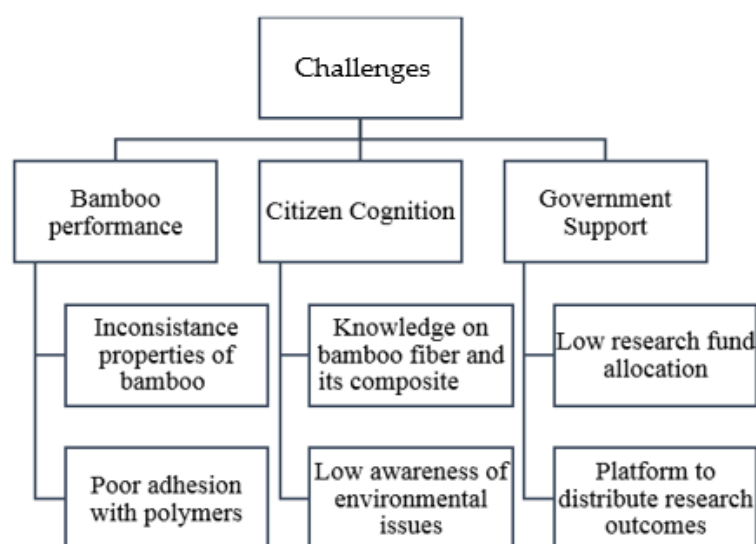 Challenges
Bamboo
performance
Citizen Cognition
Government
Support
Inconsistance
properties of
bamboo
Knowledge on
bamboo fiber and
its composite
Low research fund
allocation
Poor adhesion
with polymers
Low awareness of
environmental
issues
Platform to
distribute research
outcomes